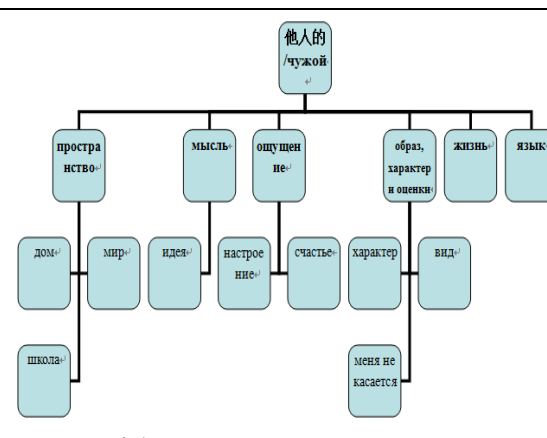 他人的
/чужой
простра
нство
мысль
ощущен
ие
образ,
характер
и оценки
жизнь
язык
дом
мир
идея
настрое
ние
счастье
характер
вид
школа
меня не
касается